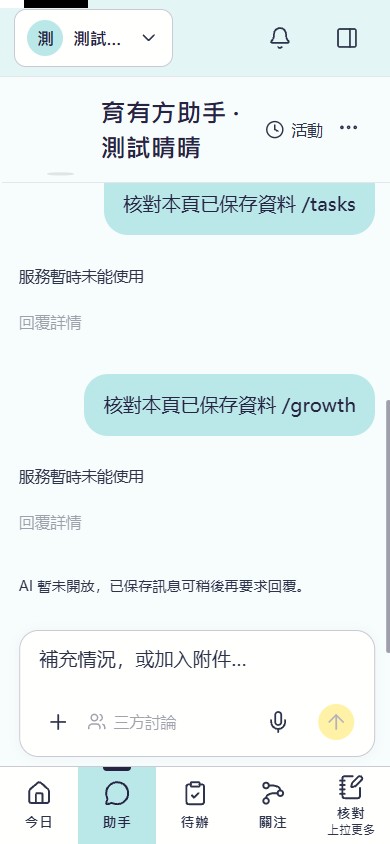 測 測試...
育有方助手 ·
測試晴晴
活動
核對本頁已保存資料 /tasks
服務暫時未能使用
回覆詳情
核對本頁已保存資料 /growth
服務暫時未能使用
回覆詳情
AI 暫未開放，已保存訊息可稍後再要求回覆。
補充情況，或加入附件...
三方討論
今日 助手 待辦 關注 核對
上拉更多